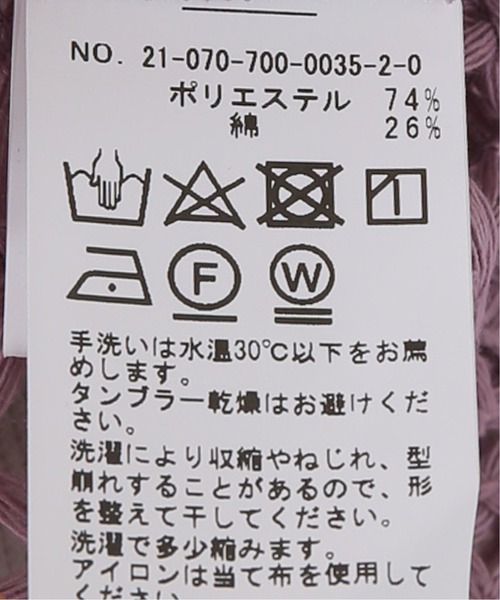 NO. 21-070-700-0035-2-0
ポリエステル 74%
綿 26%
F W
手洗いは水温30℃以下をお薦
めします。
タンブラー乾燥はお避けくだ
さい。
洗濯により収縮やねじれ、型
崩れすることがあるので、形
を整えて干してください。
洗濯で多少縮みます。
アイロンは当て布を使用して
ください。